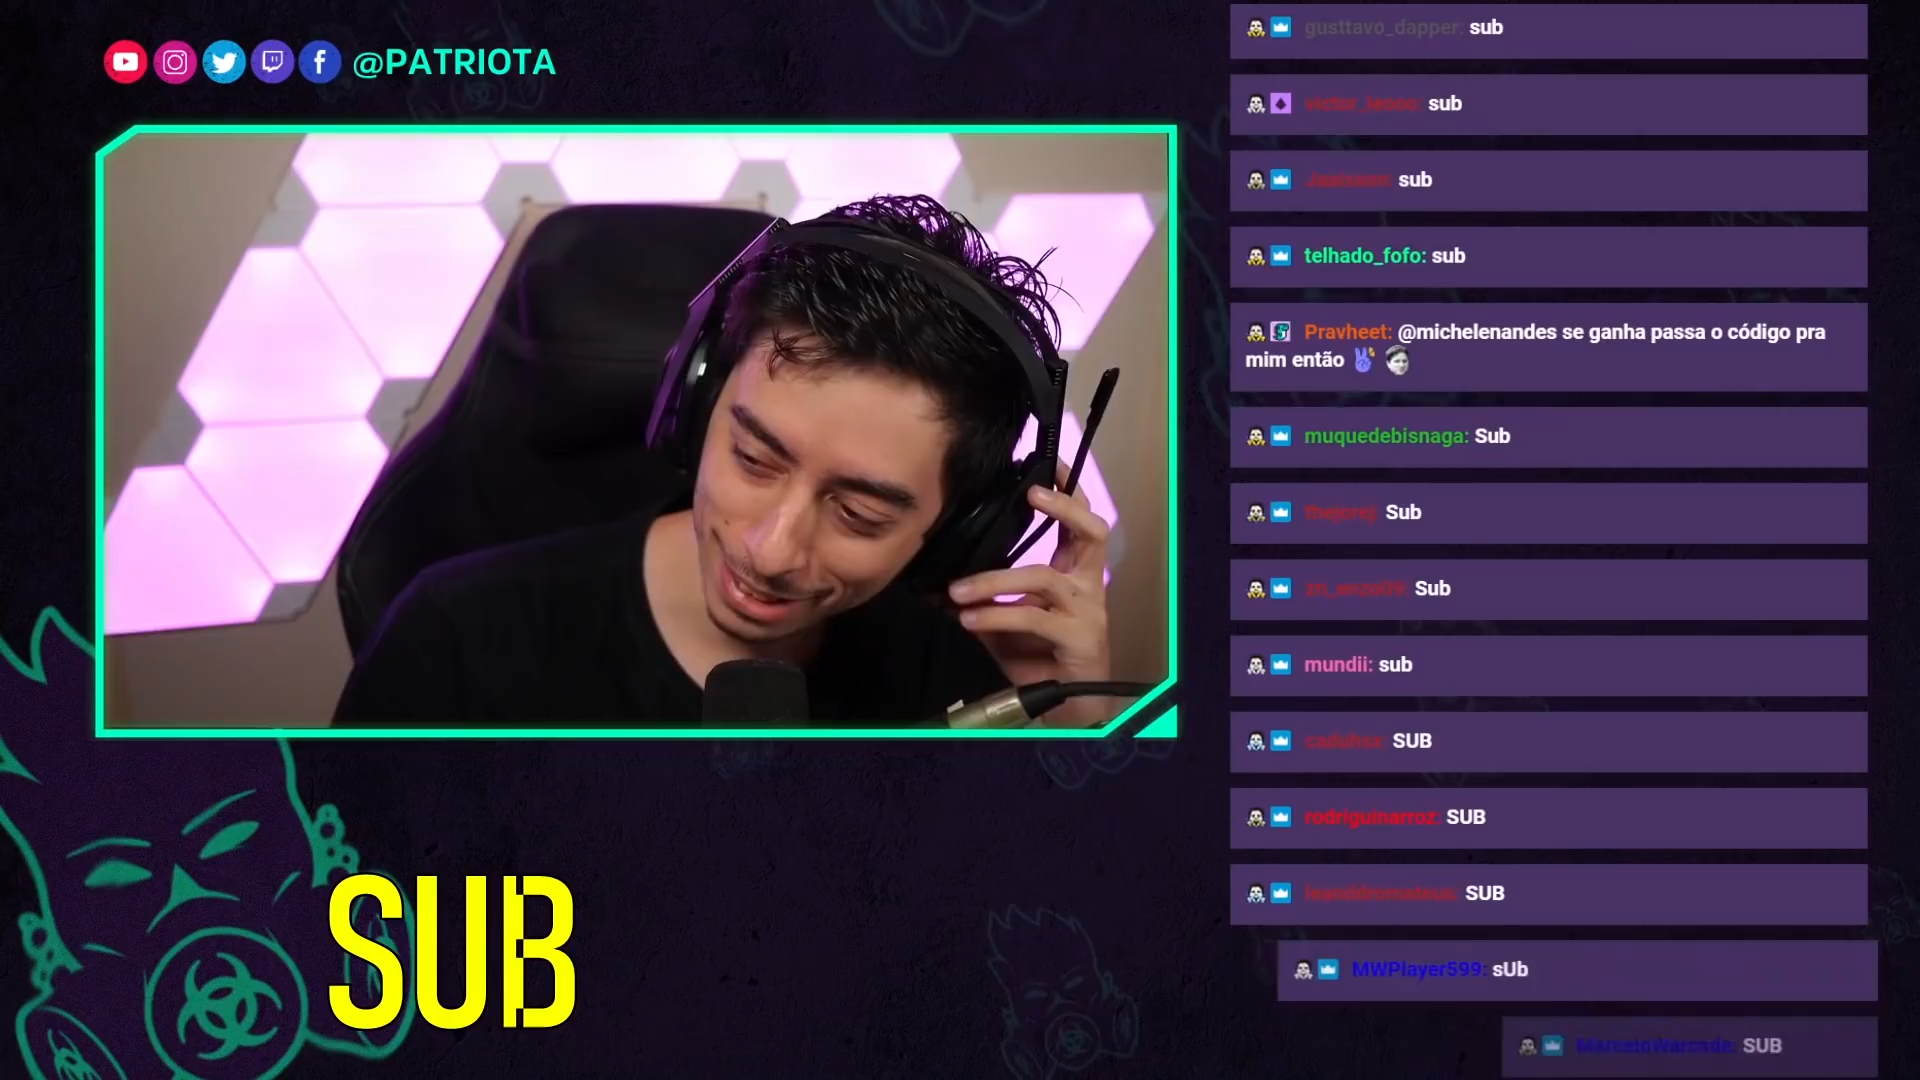 @PATRIOTA
gusttavo_dapper: sub
sub
sub
telhado_fofo: sub
Pravheet: @michelenandes se ganha passa o código pra
mim então
muquedebisnaga: Sub
thejorej: Sub
Sub
mundii: sub
SUB
rodriguinarroz: SUB
SUB
MWPlayer599: sUb
SUB
SUB